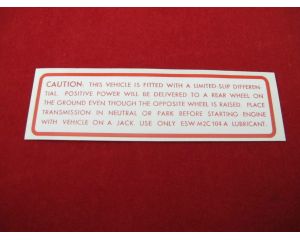 CAUTION: THIS VEHICLE IS FITTED WITH A LIMITED-SLIP DIFFEREN-
TIAL. POSITIVE POWER WILL BE DELIVERED TO A REAR WHEEL ON
THE GROUND EVEN THOUGH THE OPPOSITE WHEEL IS RAISED. PLACE
TRANSMISSION IN NEUTRAL OR PARK BEFORE STARTING ENGINE
WITH VEHICLE ON A JACK. USE ONLY ESW M2C 104 A LUBRICANT.